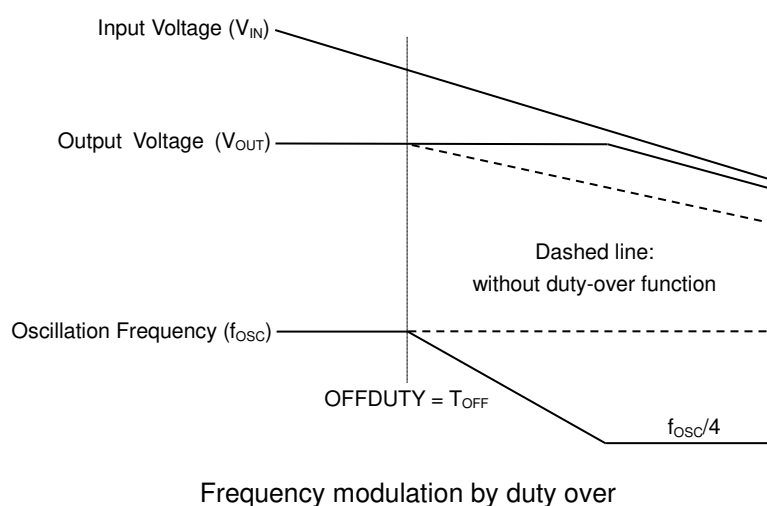 Input Voltage (VIN)
Output Voltage (VOUT)
Dashed line:
without duty-over function
Oscillation Frequency (fOSC)
OFFDUTY = TOFF
fOSC/4
Frequency modulation by duty over